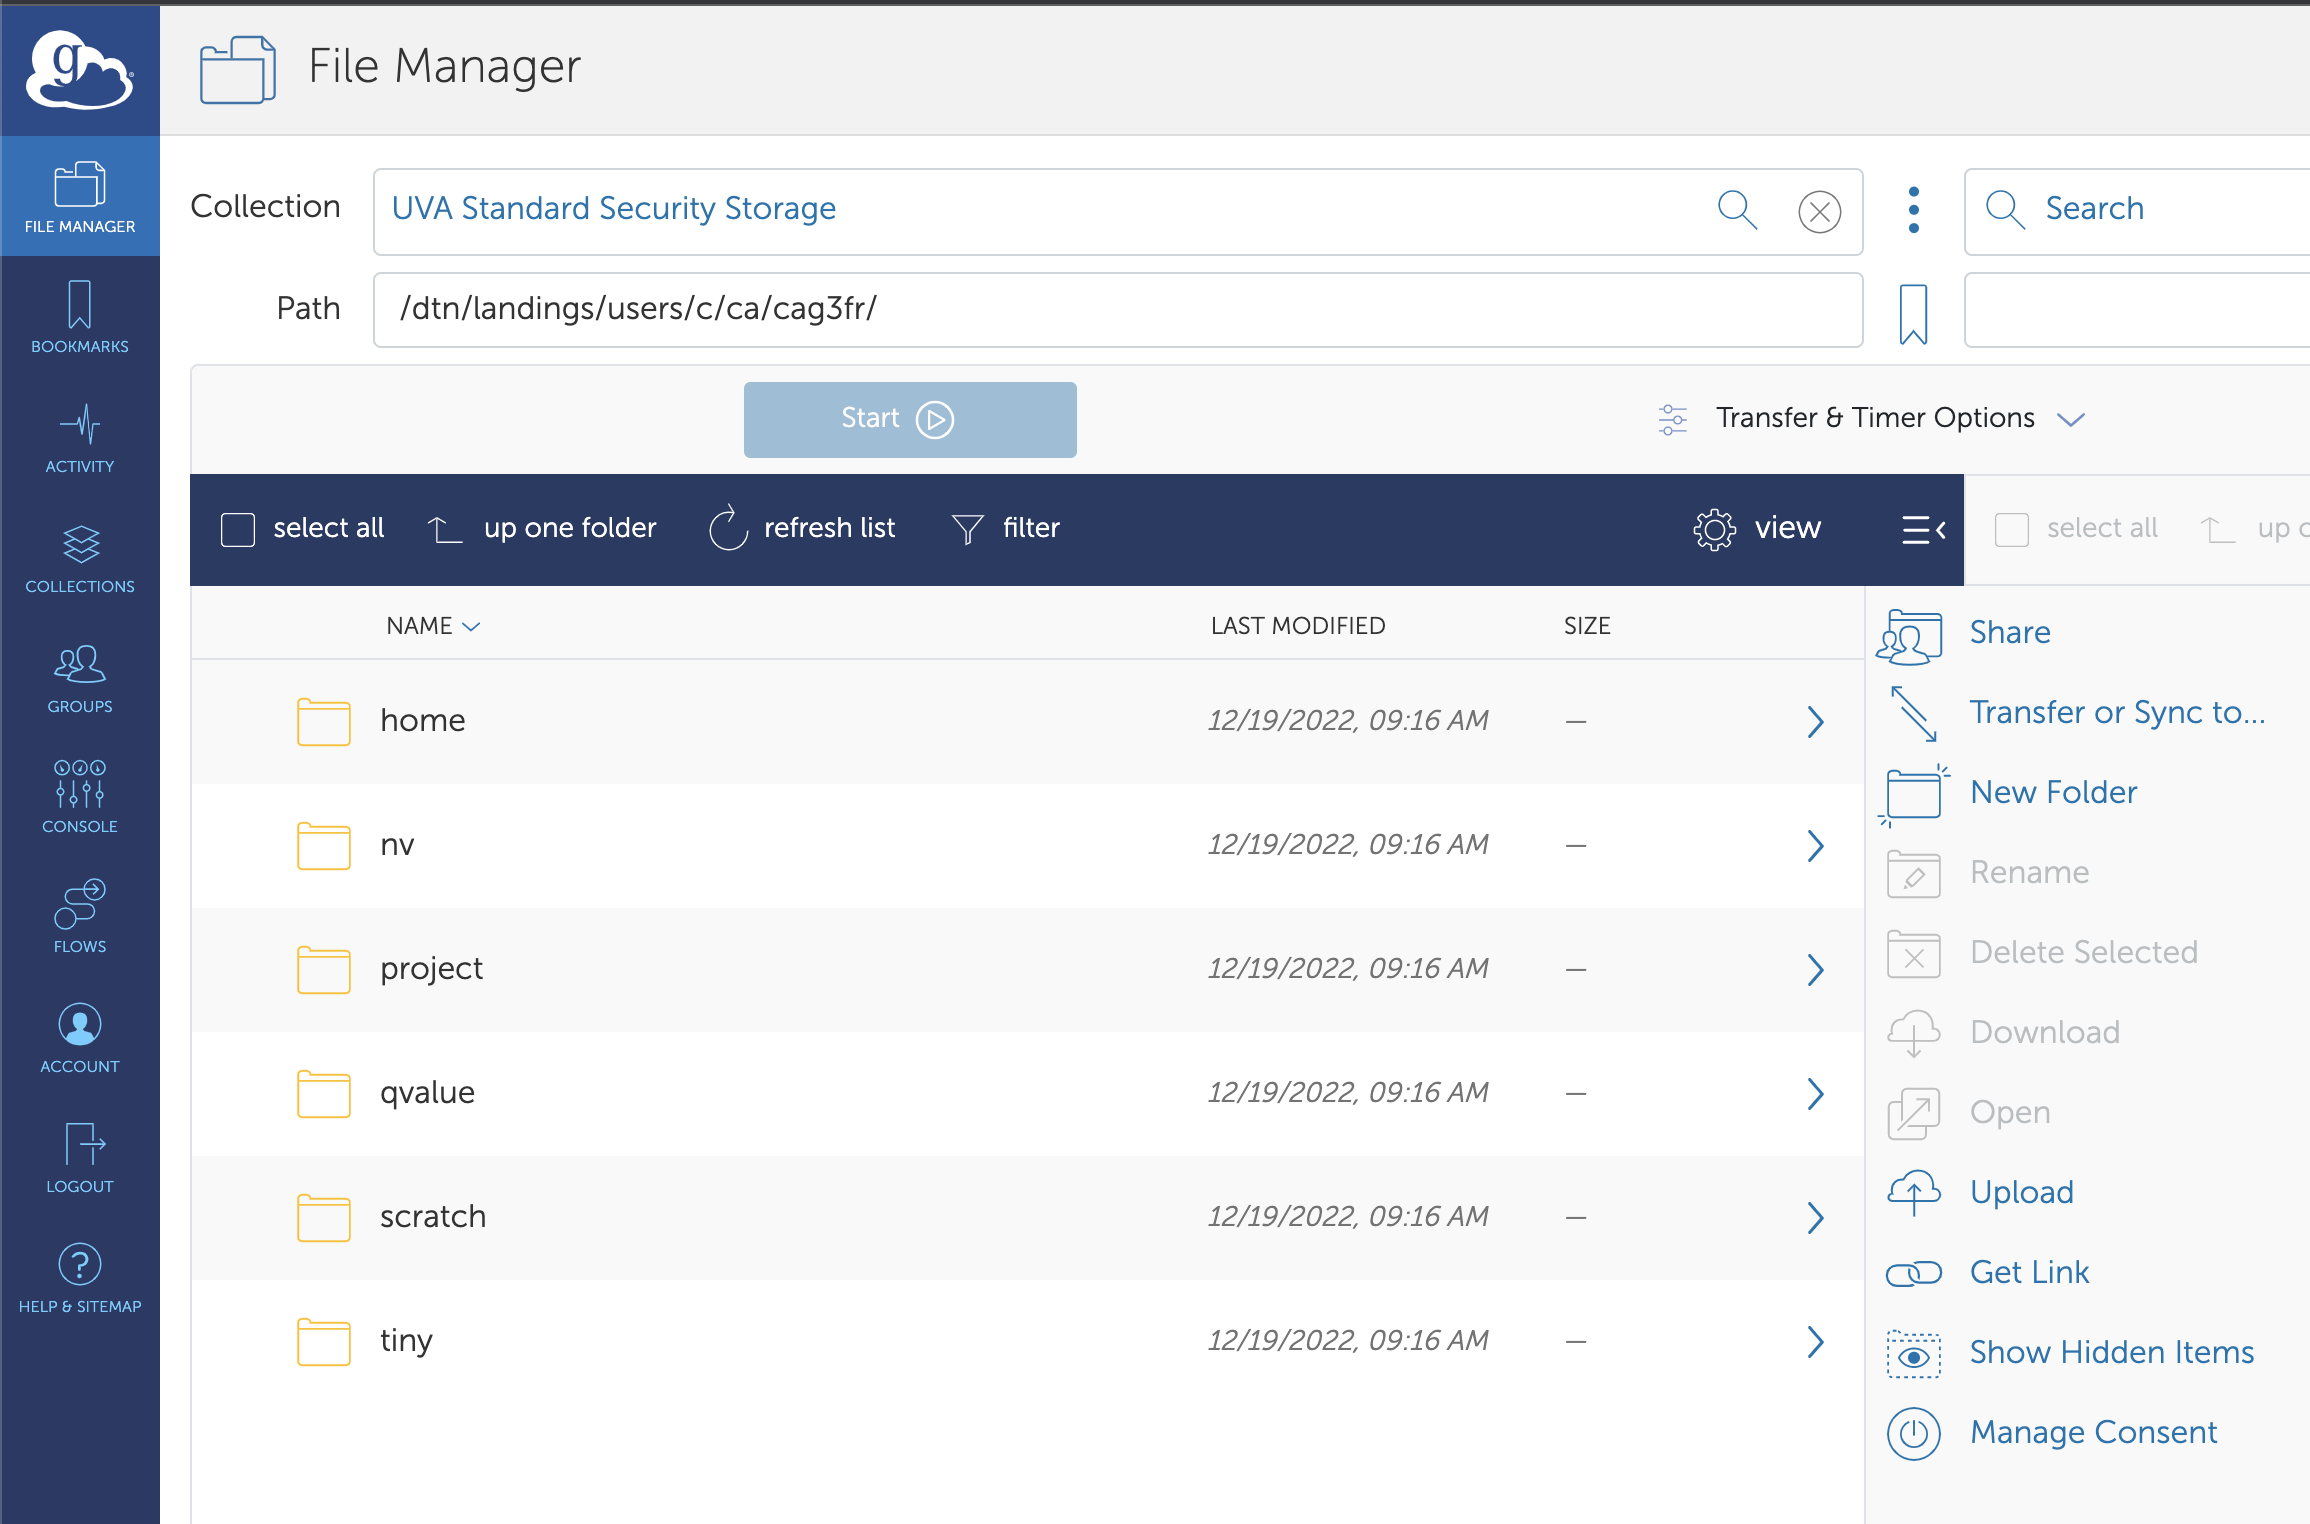 g
File Manager
FILE MANAGER
BOOKMARKS
ACTIVITY
COLLECTIONS
GROUPS
CONSOLE
FLOWS
ACCOUNT
LOGOUT
HELP & SITEMAP
Collection UVA Standard Security Storage
Search
Path /dtn/landings/users/c/ca/cag3fr/
Start
Transfer & Timer Options
select all up one folder refresh list filter view
select all up o
NAME LAST MODIFIED SIZE
home 12/19/2022, 09:16 AM —
nv 12/19/2022, 09:16 AM —
project 12/19/2022, 09:16 AM —
qvalue 12/19/2022, 09:16 AM —
scratch 12/19/2022, 09:16 AM —
tiny 12/19/2022, 09:16 AM —
Share
Transfer or Sync to...
New Folder
Rename
Delete Selected
Download
Open
Upload
Get Link
Show Hidden Items
Manage Consent